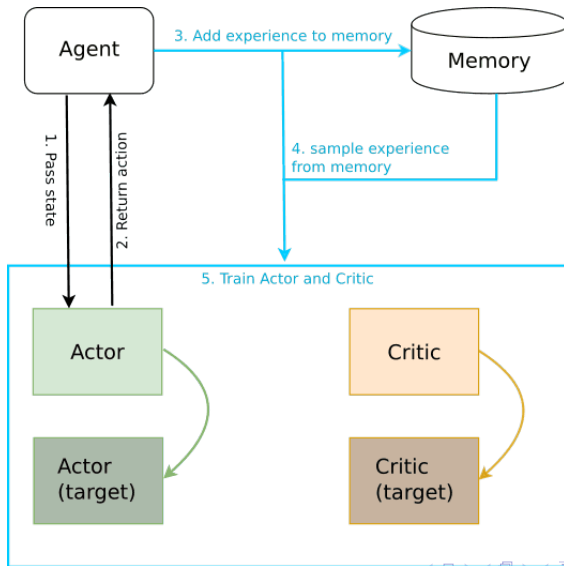 Agent
3. Add experience to memory
Memory
1. Pass state
2. Return action
4. sample experience
from memory
5. Train Actor and Critic
Actor
Critic
Actor
(target)
Critic
(target)